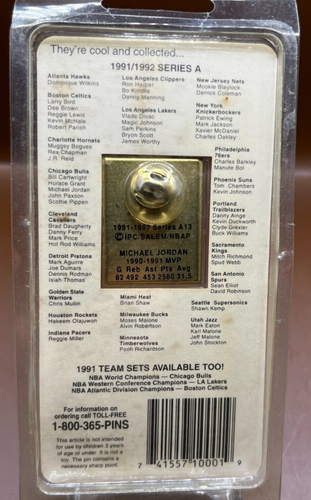 They're cool and collected...
1991/1992 SERIES A
Atlanta Hawks
Dominique Wilkins
Boston Celtics
Larry Bird
Dee Brown
Reggie Lewis
Kevin McHale
Robert Parish
Charlotte Hornets
Muggsy Bogues
Rex Chapman
J.R. Reid
Chicago Bulls
Bill Cartwright
Horace Grant
Michael Jordan
John Paxson
Scottie Pippen
Cleveland
Cavaliers
Brad Daugherty
Danny Ferry
Mark Price
Hot Rod Williams
Detroit Pistons
Mark Aguirre
Joe Dumars
Dennis Rodman
Isiah Thomas
Golden State
Warriors
Chris Mullin
Houston Rockets
Hakeem Olajuwon
Indiana Pacers
Reggie Miller
Los Angeles Clippers
Ron Harper
Bo Kimble
Danny Manning
Los Angeles Lakers
Vlade Divac
Magic Johnson
Sam Perkins
Byron Scott
James Worthy
1991-1992 Series A13
© IPC/SALEM/NBAP
MICHAEL JORDAN
1990-1991 MVP
G Reb Ast Pts Avg
82 492 453 2580 31.5
Miami Heat
Brian Shaw
Milwaukee Bucks
Moses Malone
Alvin Robertson
Minnesota
Timberwolves
Pooh Richardson
New Jersey Nets
Mookie Blaylock
Derrick Coleman
New York
Knickerbockers
Patrick Ewing
Mark Jackson
Xavier McDaniel
Charles Oakley
Philadelphia
76ers
Charles Barkley
Manute Bol
Phoenix Suns
Tom Chambers
Kevin Johnson
Portland
Trailblazers
Danny Ainge
Kevin Duckworth
Clyde Drexler
Buck Williams
Sacramento
Kings
Mitch Richmond
Spud Webb
San Antonio
Spurs
Sean Elliot
David Robinson
Seattle Supersonics
Shawn Kemp
Utah Jazz
Mark Eaton
Karl Malone
Jeff Malone
John Stockton
1991 TEAM SETS AVAILABLE TOO!
NBA World Champions — Chicago Bulls
NBA Western Conference Champions — LA Lakers
NBA Atlantic Division Champions — Boston Celtics
For information on
ordering call TOLL-FREE
1-800-365-PINS
This article is not intended
for use by children 3 years
of age or under. It is not a
toy. The pin contains a
necessary sharp point.
7 41557 10001 9